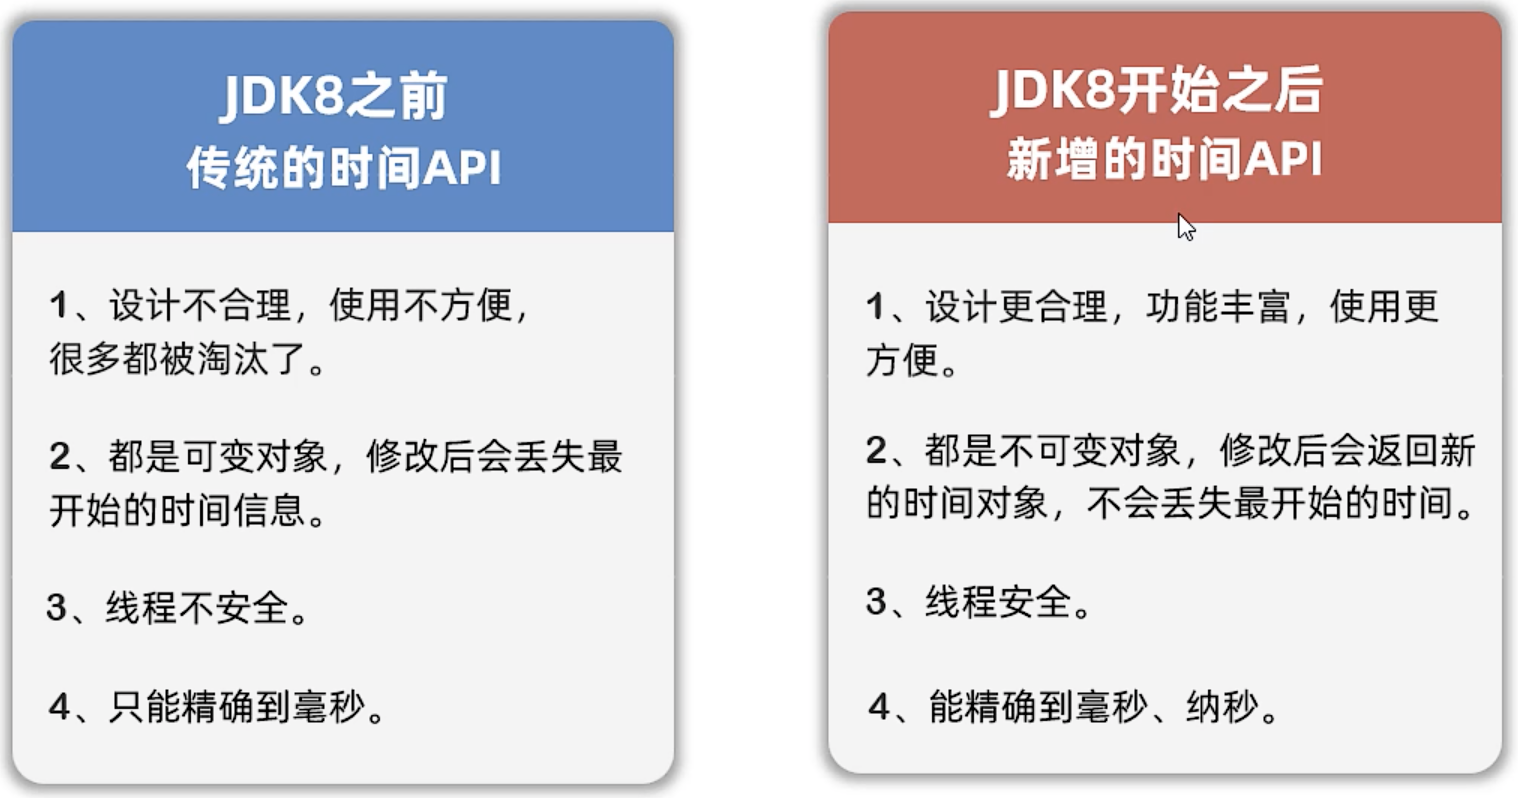 JDK8之前
传统的时间API
1、设计不合理，使用不方便，
很多都被淘汰了。
2、都是可变对象，修改后会丢失最
开始的时间信息。
3、线程不安全。
4、只能精确到毫秒。
JDK8开始之后
新增的时间API
1、设计更合理，功能丰富，使用更
方便。
2、都是不可变对象，修改后会返回新
的时间对象，不会丢失最开始的时间。
3、线程安全。
4、能精确到毫秒、纳秒。